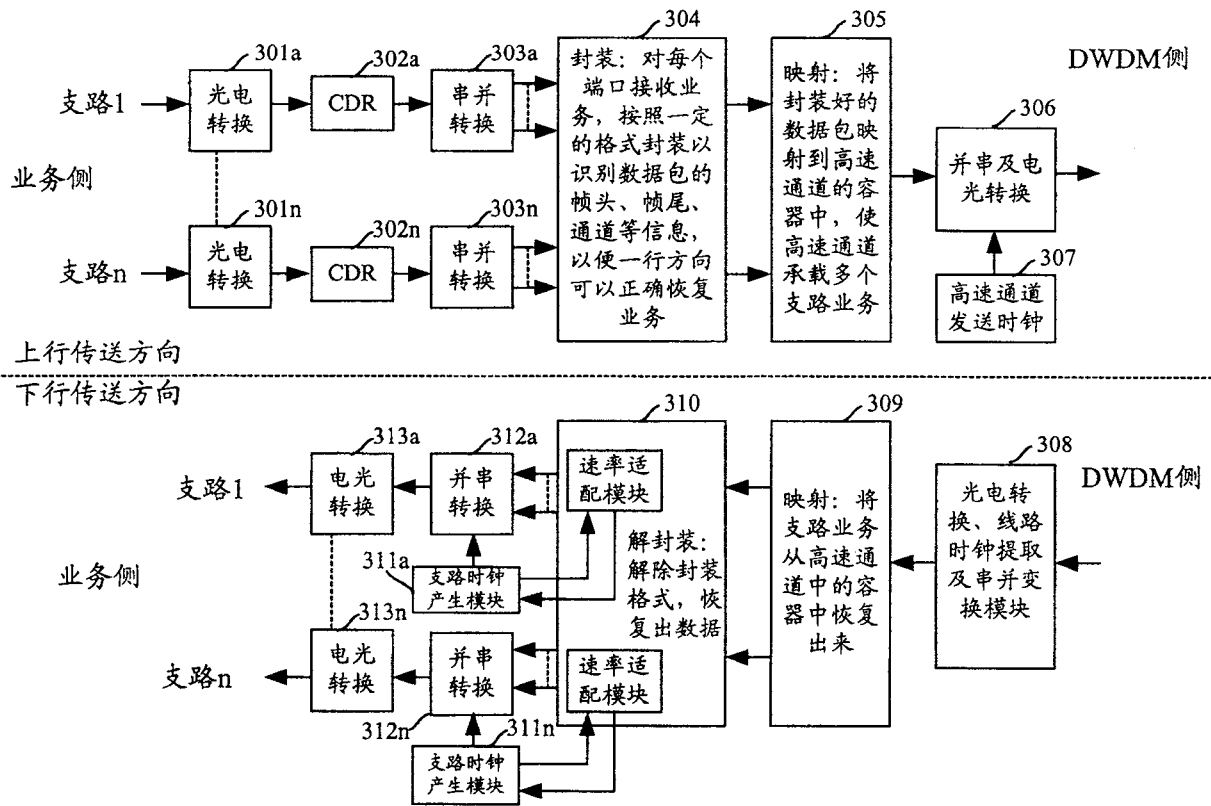 304
305
301a
302a
303a
DWDM侧
支路1
光电
转换
CDR
串并
转换
封装：对每个
端口接收业
务，按照一定
的格式封装以
识别数据包的
帧头、帧尾、
通道等信息，
以便一行方向
可以正确恢复
业务
映射：将
封装好的
数据包映
射到高速
通道的容
器中，使
高速通道
承载多个
支路业务
306
并串及电
光转换
业务侧
301n
302n
303n
支路n
光电
转换
CDR
串并
转换
307
高速通道
发送时钟
上行传送方向
下行传送方向
310
309
308
313a
312a
DWDM侧
支路1
电光
转换
并串
转换
速率适
配模块
解封装：
解除封装
格式，恢
复出数据
映射：将
支路业务
从高速通
道中的容
器中恢复
出来
光电转
换、线路
时钟提取
及串并变
换模块
311a
支路时钟
产生模块
业务侧
313n
支路n
电光
转换
并串
转换
速率适
配模块
312n
311n
支路时钟
产生模块